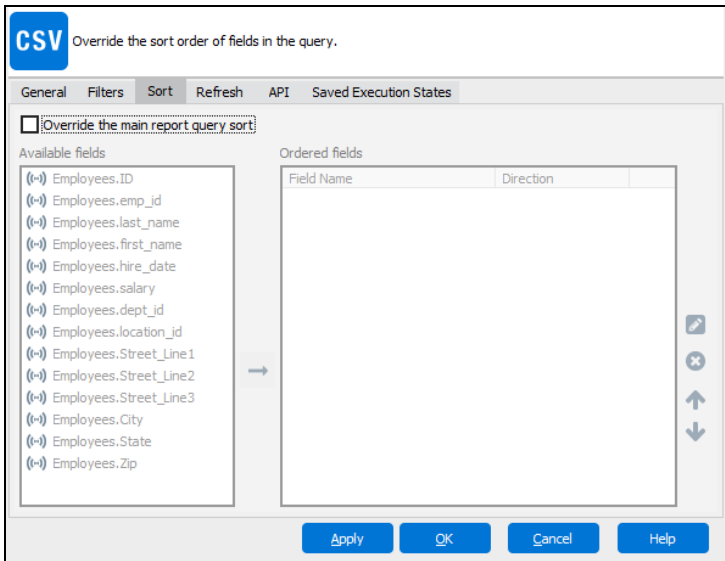 CSV Override the sort order of fields in the query.
General Filters Sort Refresh API Saved Execution States
Override the main report query sort
Available fields
Employees.ID
Employees.emp_id
Employees.last_name
Employees.first_name
Employees.hire_date
Employees.salary
Employees.dept_id
Employees.location_id
Employees.Street_Line1
Employees.Street_Line2
Employees.Street_Line3
Employees.City
Employees.State
Employees.Zip
Ordered fields
Field Name Direction
Apply OK Cancel Help